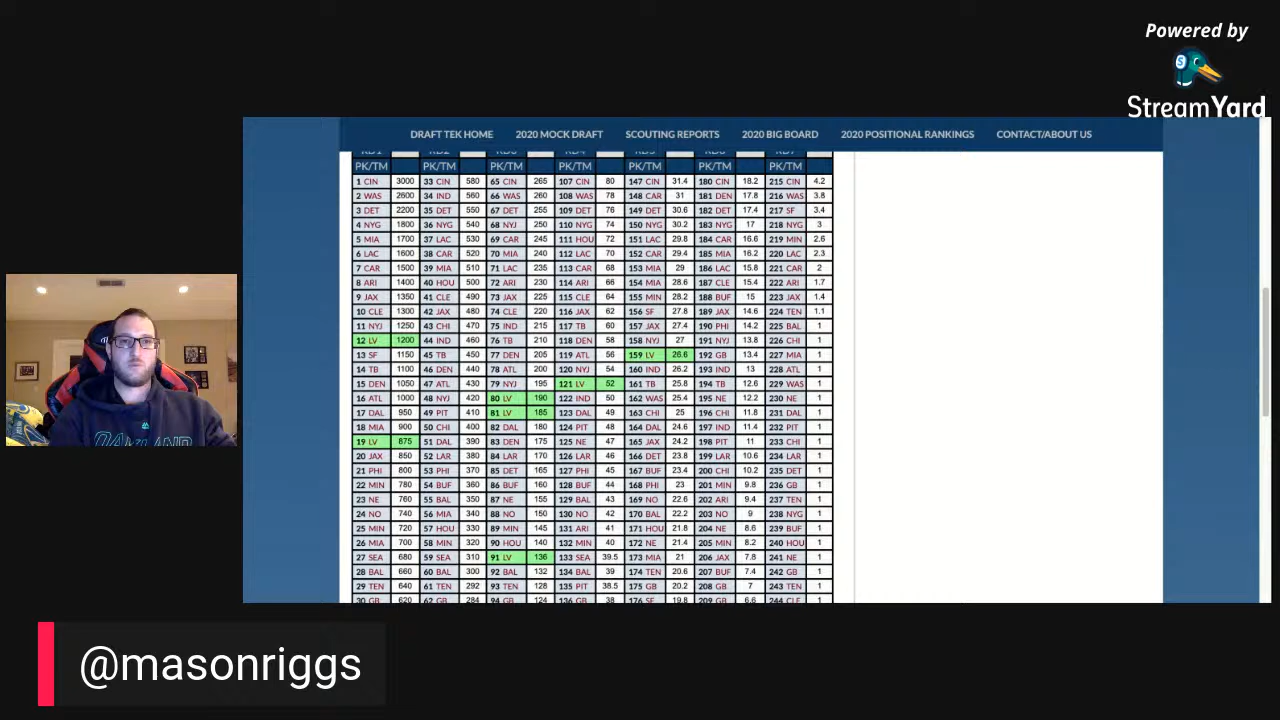 Powered by
StreamYard
DRAFT TEK HOME 2020 MOCK DRAFT SCOUTING REPORTS 2020 BIG BOARD 2020 POSITIONAL RANKINGS CONTACT/ABOUT US
PK/TM PK/TM PK/TM PK/TM PK/TM PK/TM PK/TM
1 CIN 3000 33 CIN 580 65 CIN 265 107 CIN 80 147 CIN 31.4 180 CIN 18.2 215 CIN 4.2
2 WAS 2600 34 IND 560 66 WAS 260 108 WAS 78 148 CAR 31 181 DEN 17.8 216 WAS 3.8
3 DET 2200 35 DET 550 67 DET 255 109 DET 76 149 DET 30.6 182 DET 17.4 217 SF 3.4
4 NYG 1800 36 NYG 540 68 NYJ 250 110 NYG 74 150 NYG 30.2 183 NYG 17 218 NYG 3
5 MIA 1700 37 LAC 530 69 CAR 245 111 HOU 72 151 LAC 29.8 184 CAR 16.6 219 MIN 2.6
6 LAC 1600 38 CAR 520 70 MIA 240 112 LAC 70 152 CAR 29.4 185 MIA 16.2 220 LAC 2.3
7 CAR 1500 39 MIA 510 71 LAC 235 113 CAR 68 153 MIA 29 186 LAC 15.8 221 CAR 2
8 ARI 1400 40 HOU 500 72 ARI 230 114 ARI 66 154 MIA 28.6 187 CLE 15.4 222 ARI 1.7
9 JAX 1350 41 CLE 490 73 JAX 225 115 CLE 64 155 MIN 28.2 188 BUF 15 223 JAX 1.4
10 CLE 1300 42 JAX 480 74 CLE 220 116 JAX 62 156 SF 27.8 189 JAX 14.6 224 TEN 1.1
11 NYJ 1250 43 CHI 470 75 IND 215 117 TB 60 157 JAX 27.4 190 PHI 14.2 225 BAL 1
12 LV 1200 44 IND 460 76 TB 210 118 DEN 58 158 NYJ 27 191 NYJ 13.8 226 CHI 1
13 SF 1150 45 TB 450 77 DEN 205 119 ATL 56 159 LV 26.6 192 GB 13.4 227 MIA 1
14 TB 1100 46 DEN 440 78 ATL 200 120 NYJ 54 160 IND 26.2 193 IND 13 228 ATL 1
15 DEN 1050 47 ATL 430 79 NYJ 195 121 LV 52 161 TB 25.8 194 TB 12.6 229 WAS 1
16 ATL 1000 48 NYJ 420 80 LV 190 122 IND 50 162 WAS 25.4 195 NE 12.2 230 NE 1
17 DAL 950 49 PIT 410 81 LV 185 123 DAL 49 163 CHI 25 196 CHI 11.8 231 DAL 1
18 MIA 900 50 CHI 400 82 DAL 180 124 PIT 48 164 DAL 24.6 197 IND 11.4 232 PIT 1
19 LV 875 51 DAL 390 83 DEN 175 125 NE 47 165 JAX 24.2 198 PIT 11 233 CHI 1
20 JAX 850 52 LAR 380 84 LAR 170 126 LAR 46 166 DET 23.8 199 LAR 10.6 234 LAR 1
21 PHI 800 53 PHI 370 85 DET 165 127 PHI 45 167 BUF 23.4 200 CHI 10.2 235 DET 1
22 MIN 780 54 BUF 360 86 BUF 160 128 BUF 44 168 PHI 23 201 MIN 9.8 236 GB 1
23 NE 760 55 BAL 350 87 NE 155 129 BAL 43 169 NO 22.6 202 ARI 9.4 237 TEN 1
24 NO 740 56 MIA 340 88 NO 150 130 NO 42 170 BAL 22.2 203 NO 9 238 NYG 1
25 MIN 720 57 HOU 330 89 MIN 145 131 ARI 41 171 HOU 21.8 204 NE 8.6 239 BUF 1
26 MIA 700 58 MIN 320 90 HOU 140 132 MIN 40 172 NE 21.4 205 MIN 8.2 240 HOU 1
27 SEA 680 59 SEA 310 91 LV 136 133 SEA 39.5 173 MIA 21 206 JAX 7.8 241 NE 1
28 BAL 660 60 BAL 300 92 BAL 132 134 BAL 39 174 TEN 20.6 207 BUF 7.4 242 GB 1
29 TEN 640 61 TEN 292 93 TEN 128 135 PIT 38.5 175 GB 20.2 208 GB 7 243 TEN 1
30 GB 620 62 GB 284 94 GB 124 136 GB 38 176 SF 19.8 209 GB 6.6 244 CLE 1
@masonriggs